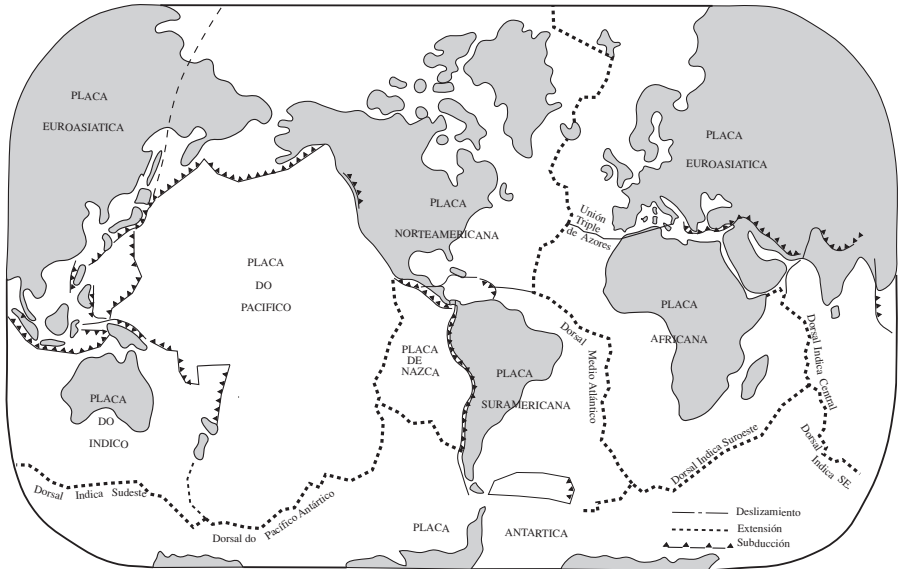 PLACA
EUROASIATICA
PLACA
EUROASIATICA
PLACA
NORTEAMERICANA
Unión
Triple
de Azores
PLACA
DO
PACIFICO
PLACA
AFRICANA
Dorsal
Medio Atlántico
PLACA
DE
NAZCA
PLACA
SURAMERICANA
Dorsal Indica Central
PLACA
DO
INDICO
Dorsal Indica Suroeste
Dorsal
Indica SE
Dorsal Indica Sudeste
Dorsal do Pacífico Antártico
PLACA ANTARTICA
Deslizamiento
Extensión
Subducción